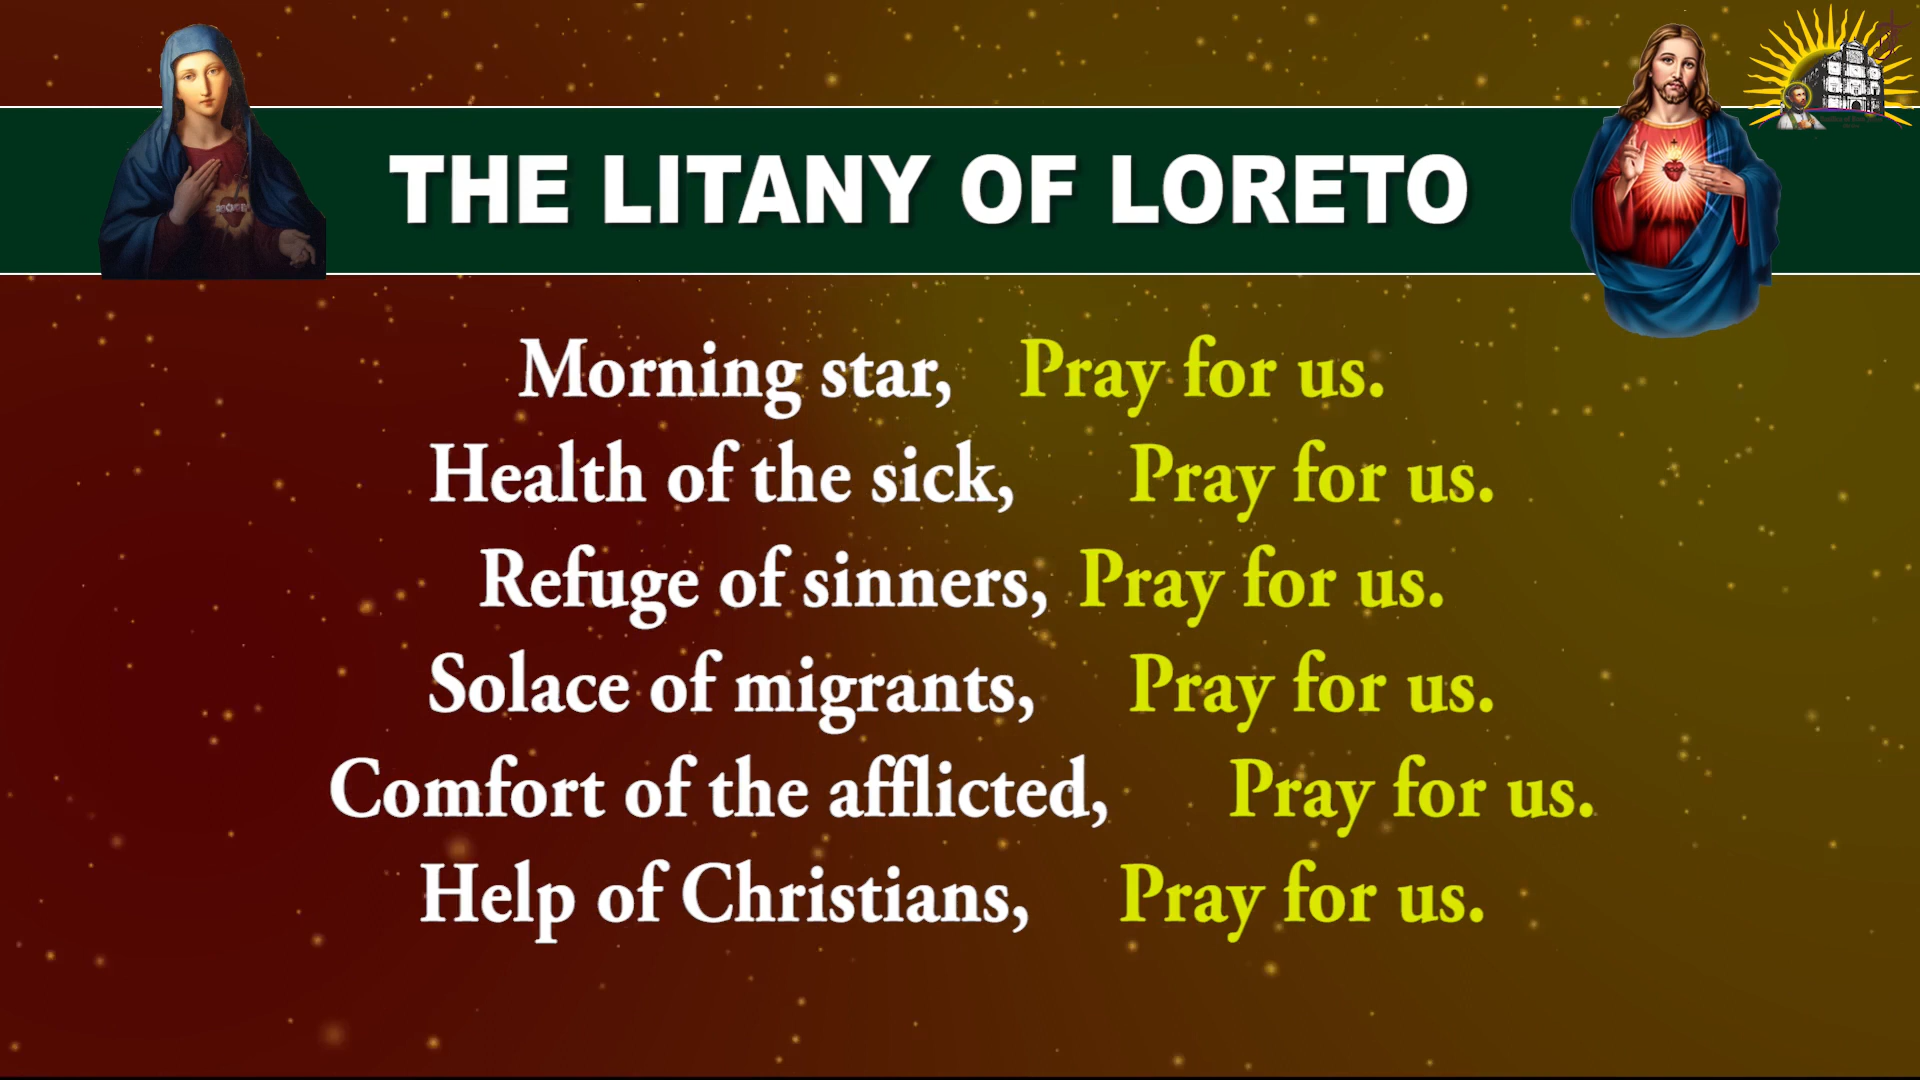 THE LITANY OF LORETO
Morning star, Pray for us.
Health of the sick, Pray for us.
Refuge of sinners, Pray for us.
Solace of migrants, Pray for us.
Comfort of the afflicted, Pray for us.
Help of Christians, Pray for us.